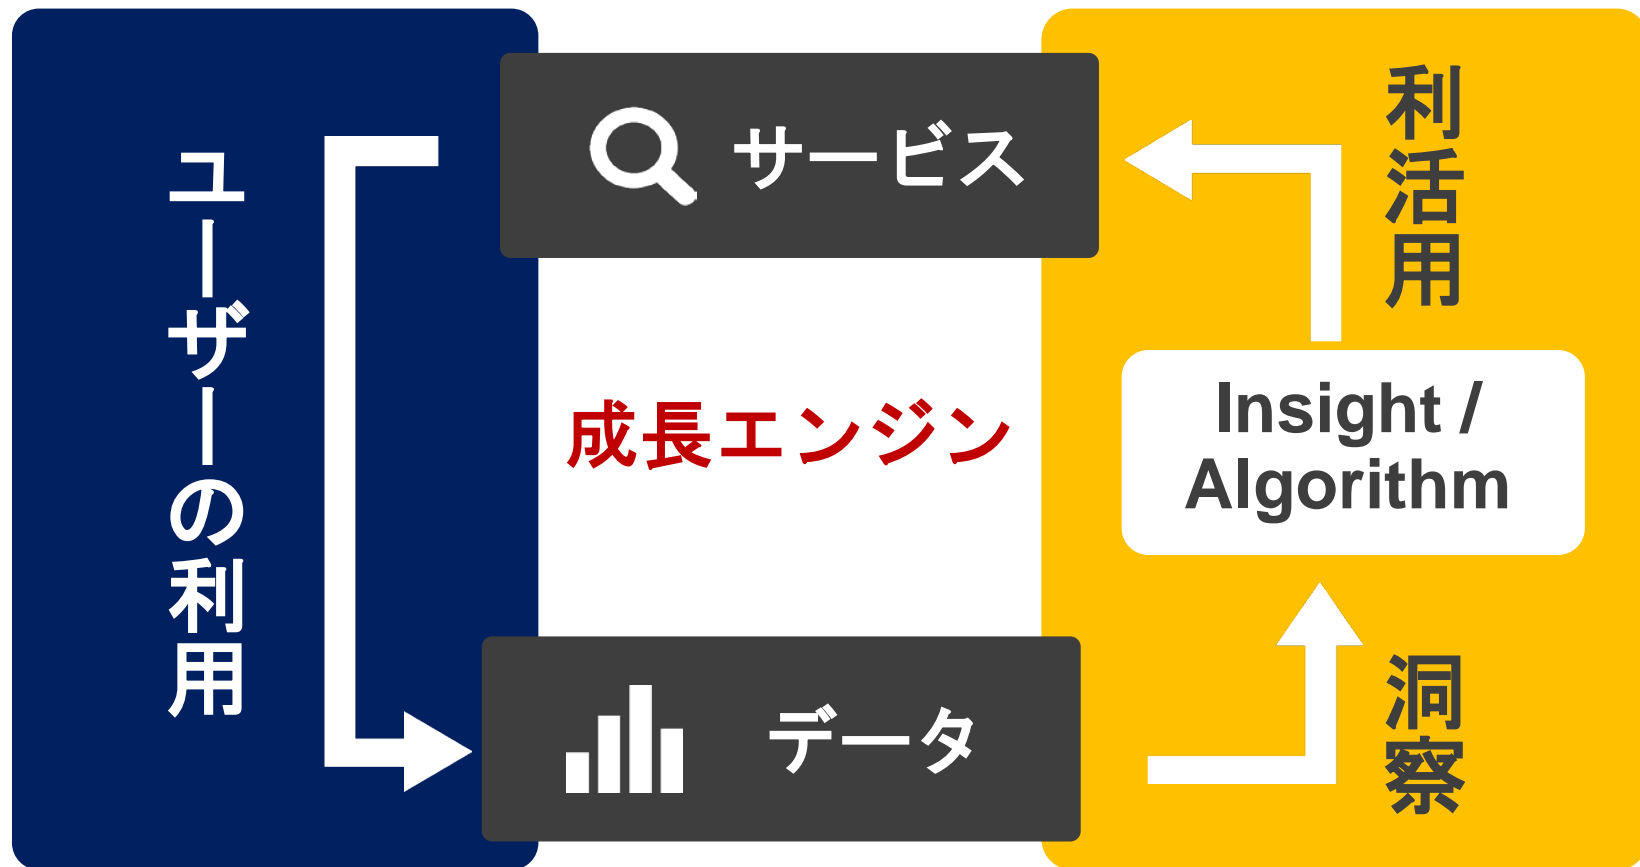 ユーザーの利用
サービス
利活用
成長エンジン
Insight /
Algorithm
データ
洞察